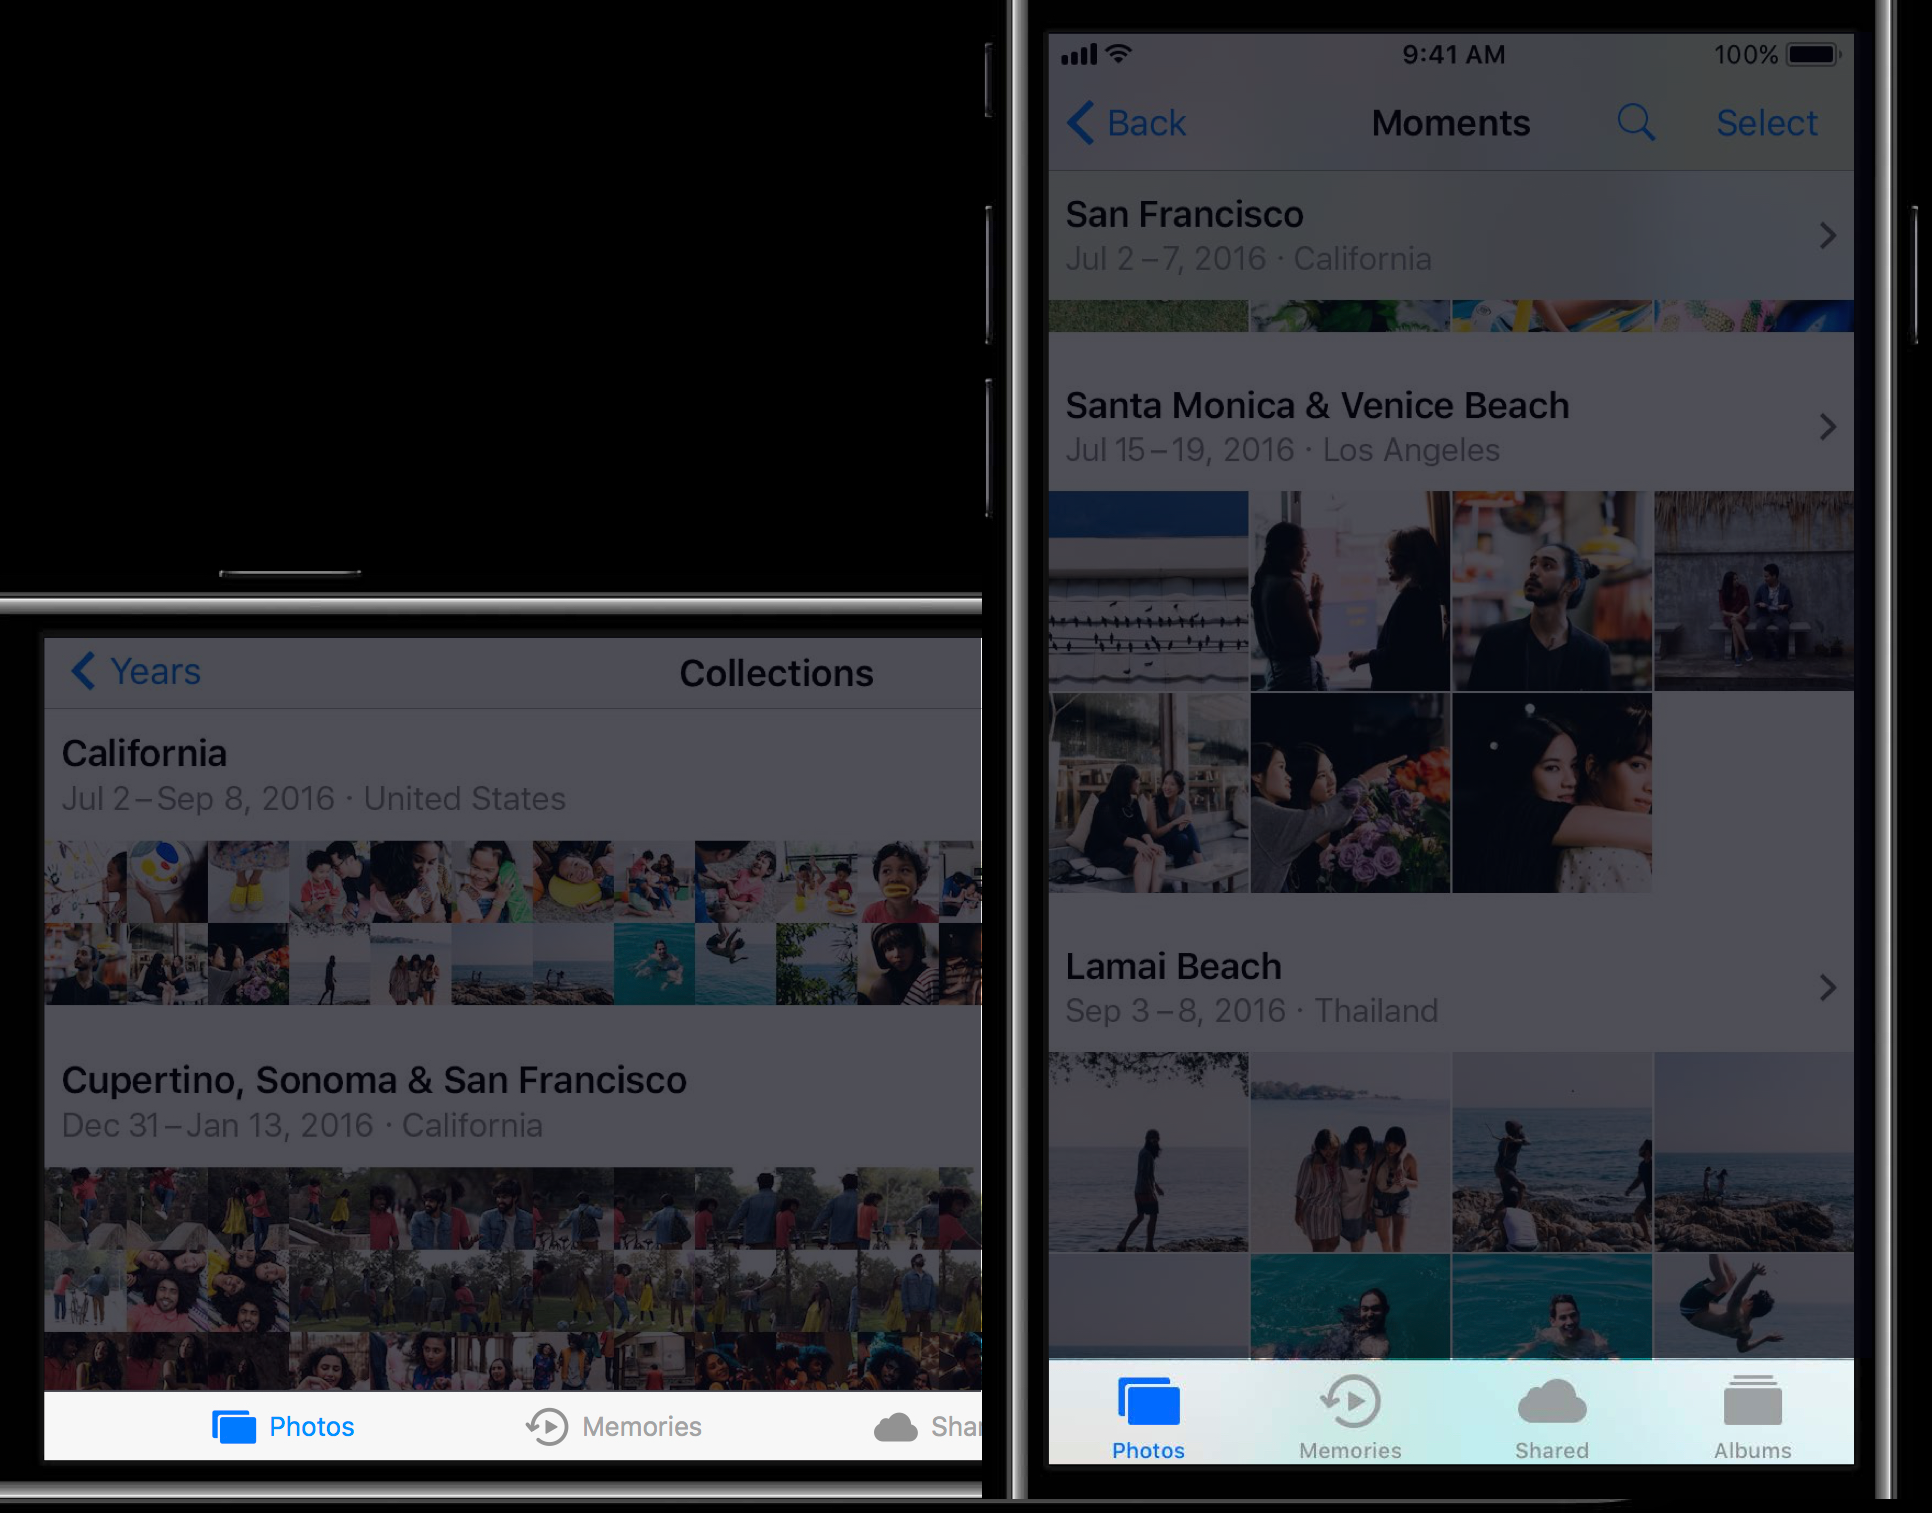 Years
Collections
California
Jul 2 – Sep 8, 2016 · United States
Cupertino, Sonoma & San Francisco
Dec 31 – Jan 13, 2016 · California
Photos
Memories
Sha
9:41 AM
100%
Back
Moments
Select
San Francisco
Jul 2 – 7, 2016 · California
Santa Monica & Venice Beach
Jul 15 – 19, 2016 · Los Angeles
Lamai Beach
Sep 3 – 8, 2016 · Thailand
Photos
Memories
Shared
Albums